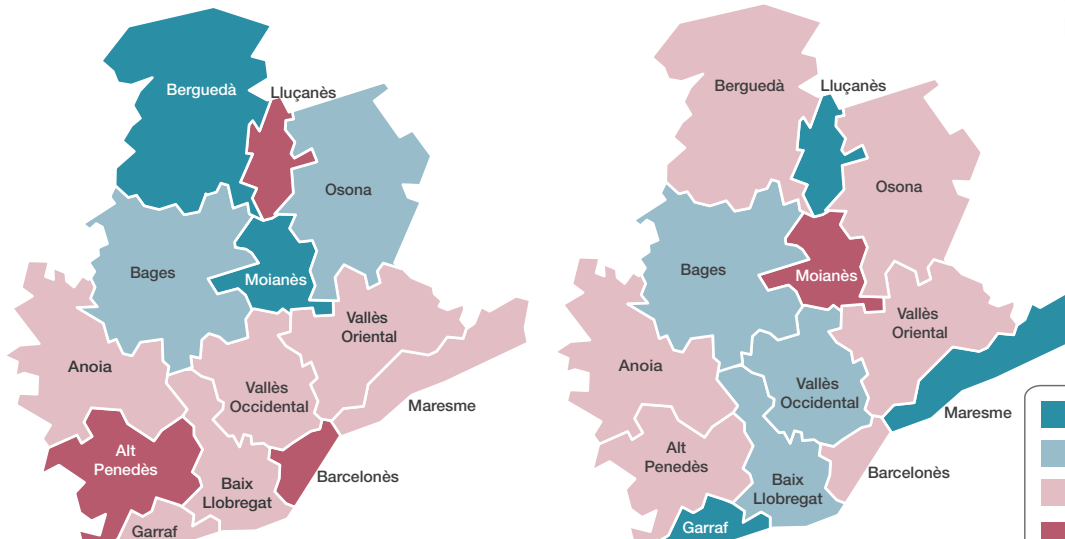 Berguedà
Lluçanès
Osona
Bages
Moianès
Vallès
Oriental
Anoia
Vallès
Occidental
Maresme
Alt
Penedès
Barcelonès
Baix
Llobregat
Garraf
Berguedà
Lluçanès
Osona
Bages
Moianès
Vallès
Oriental
Anoia
Vallès
Occidental
Maresme
Alt
Penedès
Barcelonès
Baix
Llobregat
Garraf